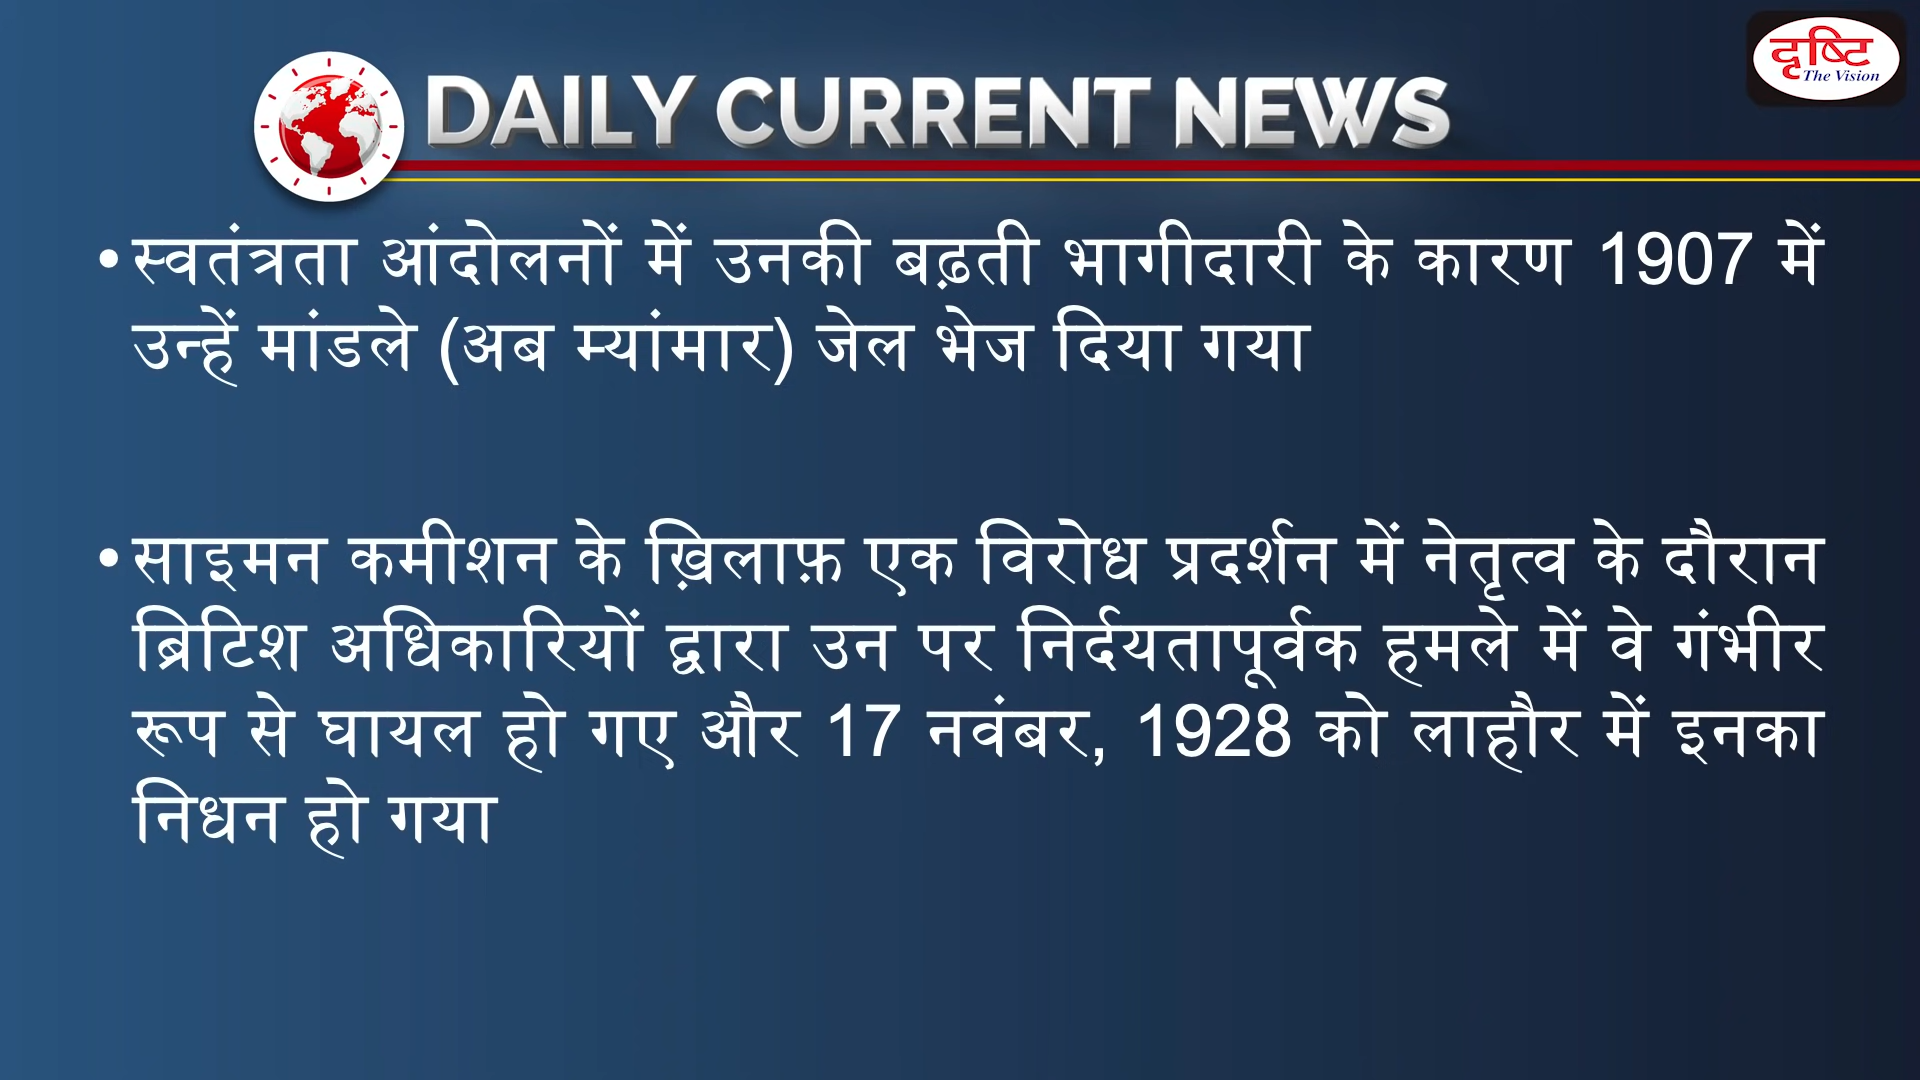 दृष्टि
The Vision
DAILY CURRENT NEWS
• स्वतंत्रता आंदोलनों में उनकी बढ़ती भागीदारी के कारण 1907 में
उन्हें मांडले (अब म्यांमार) जेल भेज दिया गया
• साइमन कमीशन के ख़िलाफ़ एक विरोध प्रदर्शन में नेतृत्व के दौरान
ब्रिटिश अधिकारियों द्वारा उन पर निर्दयतापूर्वक हमले में वे गंभीर
रूप से घायल हो गए और 17 नवंबर, 1928 को लाहौर में इनका
निधन हो गया